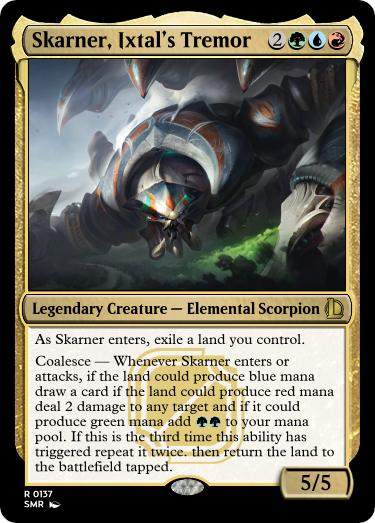 Skarner, Ixtal's Tremor 2
Legendary Creature — Elemental Scorpion
As Skarner enters, exile a land you control.
Coalesce — Whenever Skarner enters or
attacks, if the land could produce blue mana
draw a card if the land could produce red mana
deal 2 damage to any target and if it could
produce green mana add to your mana
pool. If this is the third time this ability has
triggered repeat it twice. then return the land to
the battlefield tapped.
5/5
R 0137
SMR